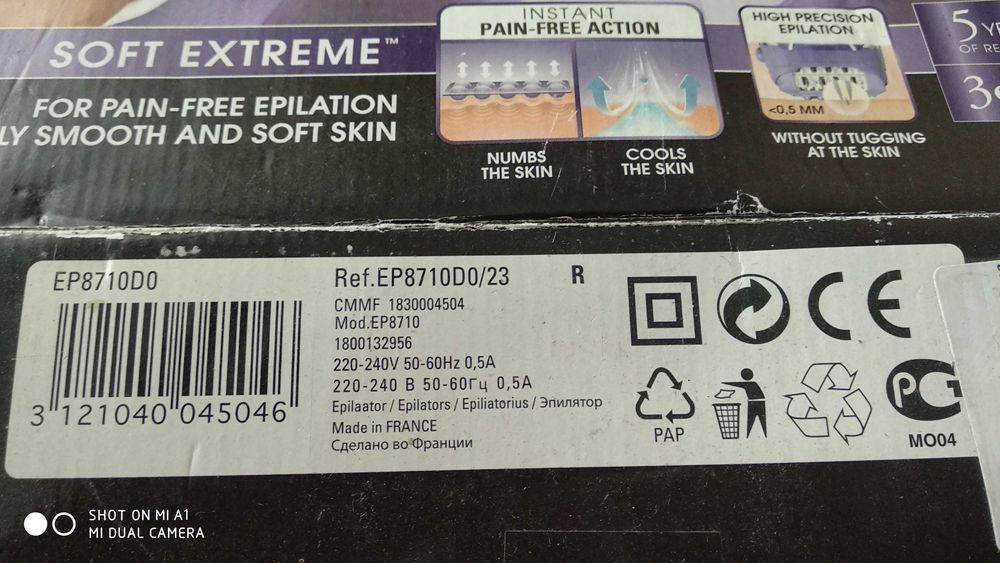 SOFT EXTREME™
FOR PAIN-FREE EPILATION
LY SMOOTH AND SOFT SKIN
INSTANT
PAIN-FREE ACTION
NUMBS
THE SKIN
COOLS
THE SKIN
HIGH PRECISION
EPILATION
<0,5 MM
WITHOUT TUGGING
AT THE SKIN
5 YE
OF RE
3
EP8710D0
3 121040 045046
Ref.EP8710D0/23 R
CMMF 1830004504
Mod.EP8710
1800132956
220-240V 50-60Hz 0,5A
220-240 В 50-60Гц 0,5А
Epilaator / Epilators / Epiliatorius / Эпилятор
Made in FRANCE
Сделано во Франции
CE
PAP
РСТ
MO04
SHOT ON MI A1
MI DUAL CAMERA